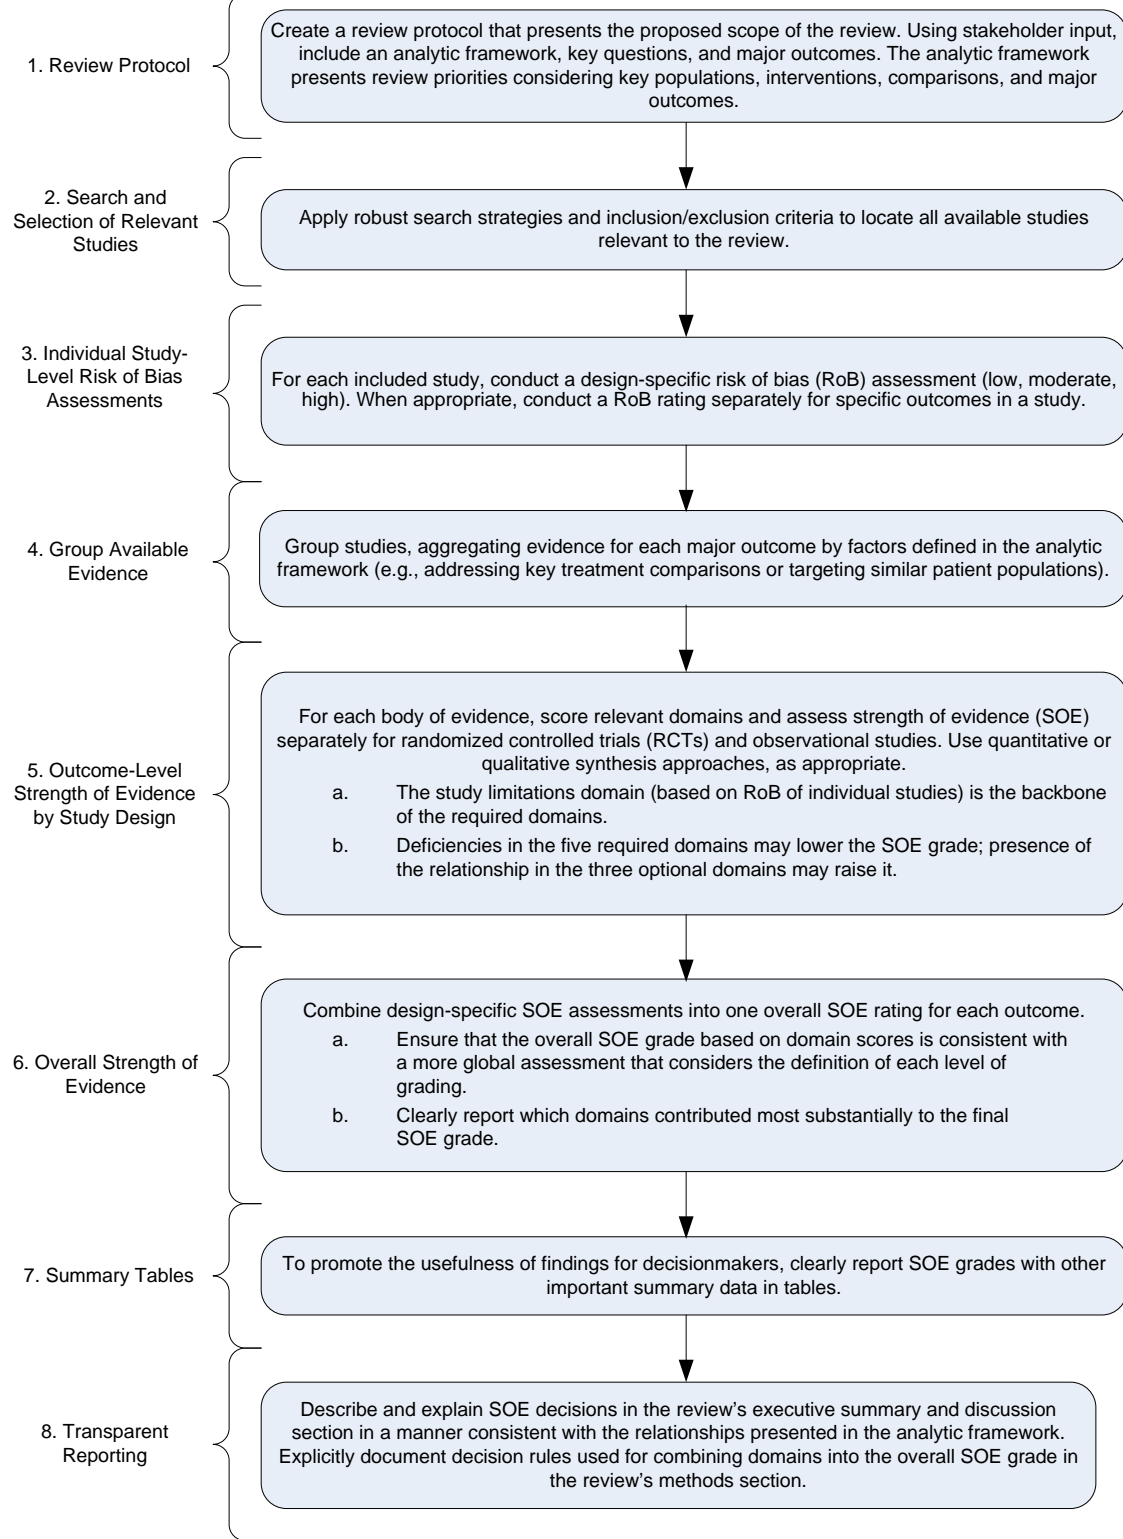 1. Review Protocol
Create a review protocol that presents the proposed scope of the review. Using stakeholder input,
include an analytic framework, key questions, and major outcomes. The analytic framework
presents review priorities considering key populations, interventions, comparisons, and major
outcomes.
2. Search and
Selection of Relevant
Studies
Apply robust search strategies and inclusion/exclusion criteria to locate all available studies
relevant to the review.
3. Individual Study-
Level Risk of Bias
Assessments
For each included study, conduct a design-specific risk of bias (RoB) assessment (low, moderate,
high). When appropriate, conduct a RoB rating separately for specific outcomes in a study.
4. Group Available
Evidence
Group studies, aggregating evidence for each major outcome by factors defined in the analytic
framework (e.g., addressing key treatment comparisons or targeting similar patient populations).
5. Outcome-Level
Strength of Evidence
by Study Design
For each body of evidence, score relevant domains and assess strength of evidence (SOE)
separately for randomized controlled trials (RCTs) and observational studies. Use quantitative or
qualitative synthesis approaches, as appropriate.
a. The study limitations domain (based on RoB of individual studies) is the backbone
of the required domains.
b. Deficiencies in the five required domains may lower the SOE grade; presence of
the relationship in the three optional domains may raise it.
6. Overall Strength of
Evidence
Combine design-specific SOE assessments into one overall SOE rating for each outcome.
a. Ensure that the overall SOE grade based on domain scores is consistent with
a more global assessment that considers the definition of each level of
grading.
b. Clearly report which domains contributed most substantially to the final
SOE grade.
7. Summary Tables
To promote the usefulness of findings for decisionmakers, clearly report SOE grades with other
important summary data in tables.
8. Transparent
Reporting
Describe and explain SOE decisions in the review's executive summary and discussion
section in a manner consistent with the relationships presented in the analytic framework.
Explicitly document decision rules used for combining domains into the overall SOE grade in
the review's methods section.